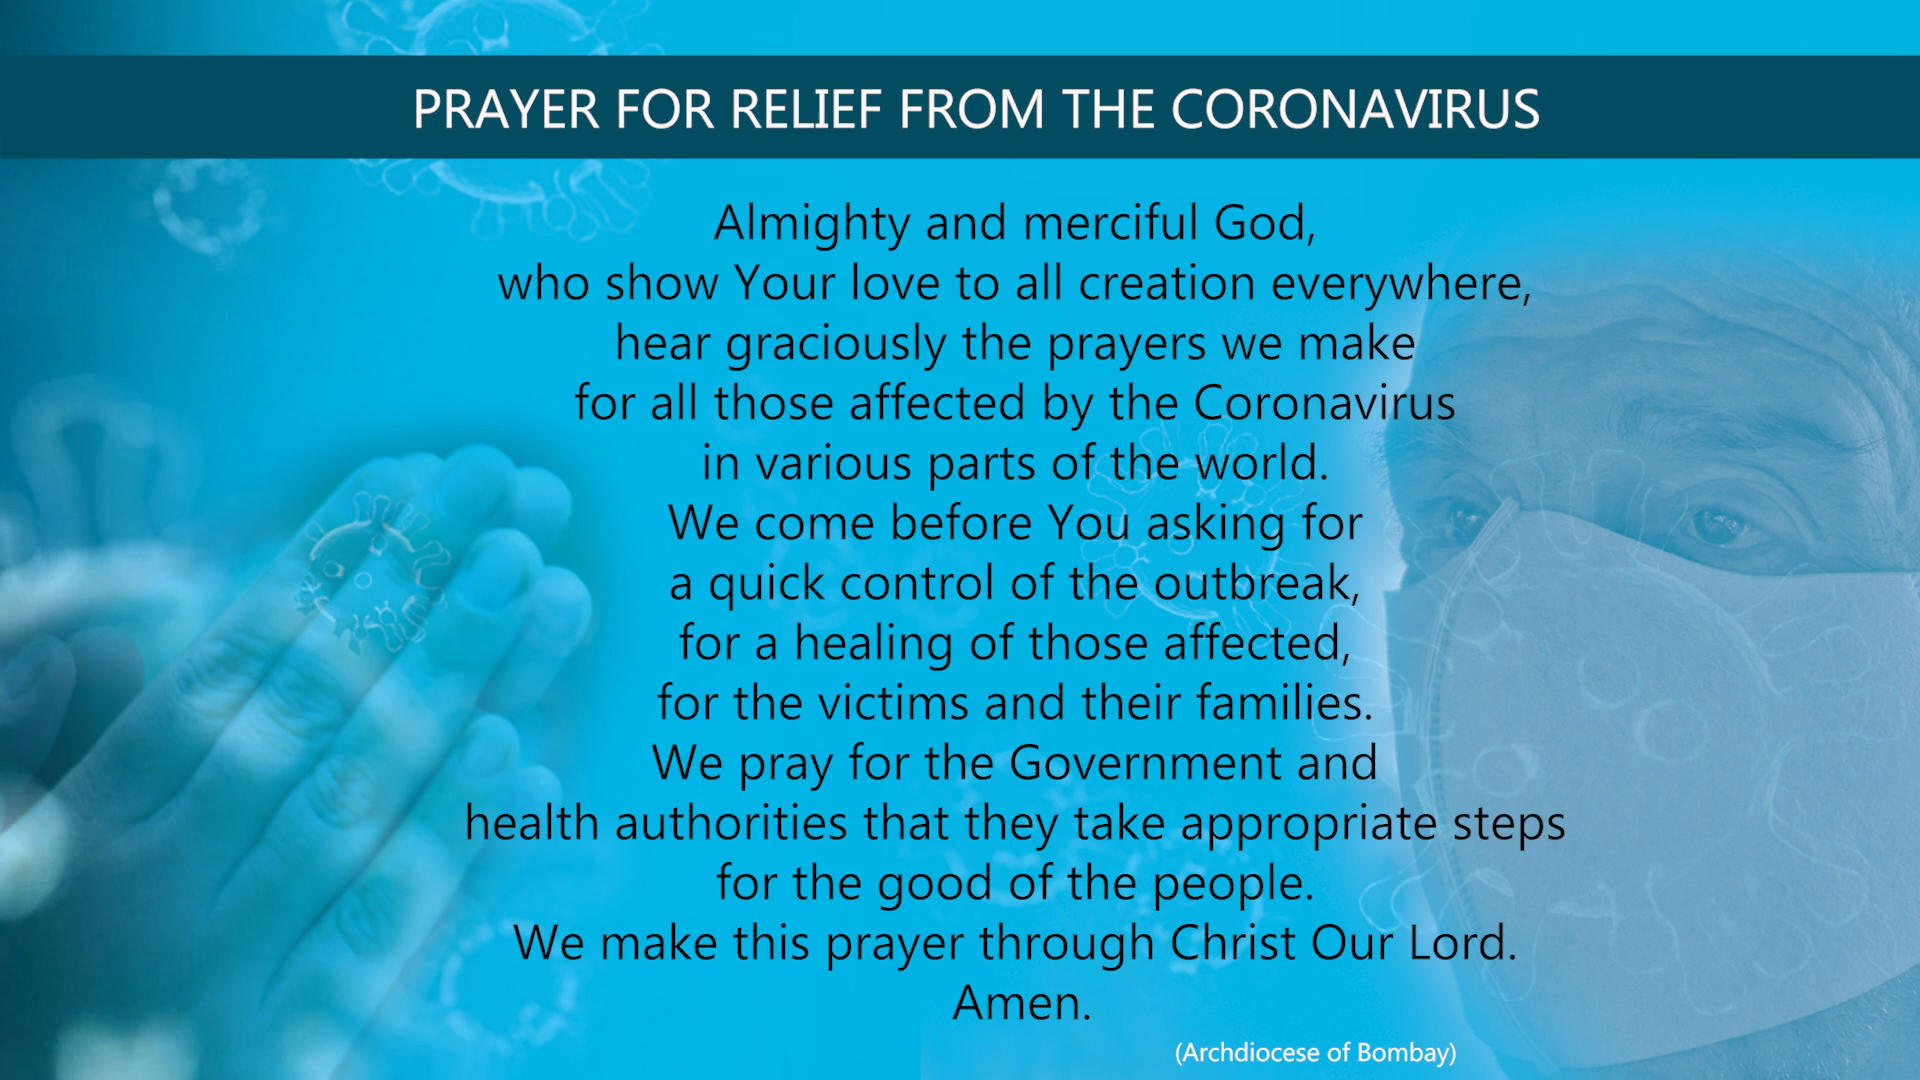 PRAYER FOR RELIEF FROM THE CORONAVIRUS
Almighty and merciful God,
who show Your love to all creation everywhere,
hear graciously the prayers we make
for all those affected by the Coronavirus
in various parts of the world.
We come before You asking for
a quick control of the outbreak,
for a healing of those affected,
for the victims and their families.
We pray for the Government and
health authorities that they take appropriate steps
for the good of the people.
We make this prayer through Christ Our Lord.
Amen.
(Archdiocese of Bombay)